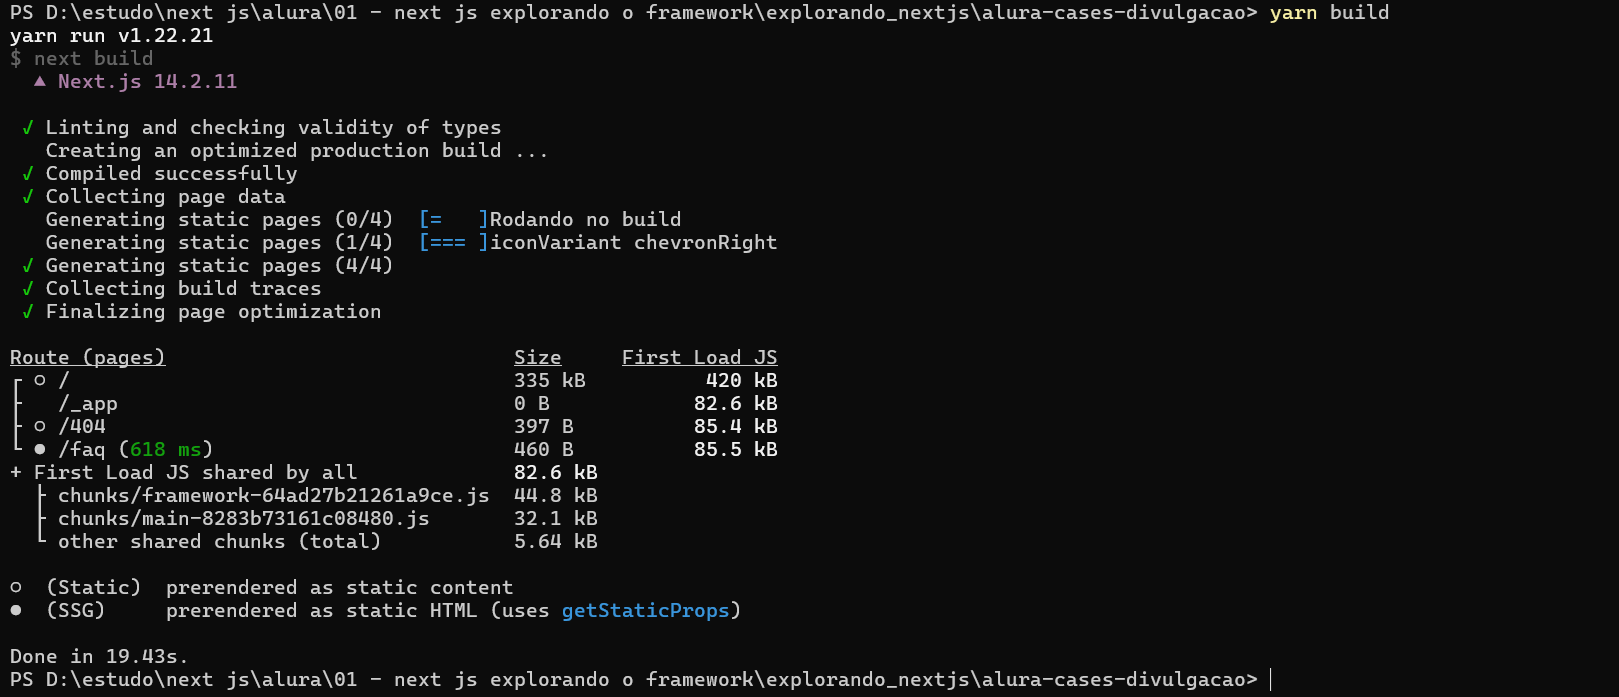 PS D:\estudo\next js\alura\01 - next js explorando o framework\explorando_nextjs\alura-cases-divulgacao> yarn build
yarn run v1.22.21
$ next build
▲ Next.js 14.2.11
✓ Linting and checking validity of types
Creating an optimized production build ...
✓ Compiled successfully
✓ Collecting page data
Generating static pages (0/4)  [=   ]Rodando no build
Generating static pages (1/4)  [=== ]iconVariant chevronRight
✓ Generating static pages (4/4)
✓ Collecting build traces
✓ Finalizing page optimization
Route (pages)                             Size     First Load JS
┌ ○ /                                     335 kB          420 kB
├   /_app                                 0 B            82.6 kB
├ ○ /404                                  397 B          85.4 kB
└ ● /faq (618 ms)                         460 B          85.5 kB
+ First Load JS shared by all             82.6 kB
├ chunks/framework-64ad27b21261a9ce.js  44.8 kB
├ chunks/main-8283b73161c08480.js       32.1 kB
└ other shared chunks (total)           5.64 kB
○  (Static)  prerendered as static content
●  (SSG)     prerendered as static HTML (uses getStaticProps)
Done in 19.43s.
PS D:\estudo\next js\alura\01 - next js explorando o framework\explorando_nextjs\alura-cases-divulgacao>